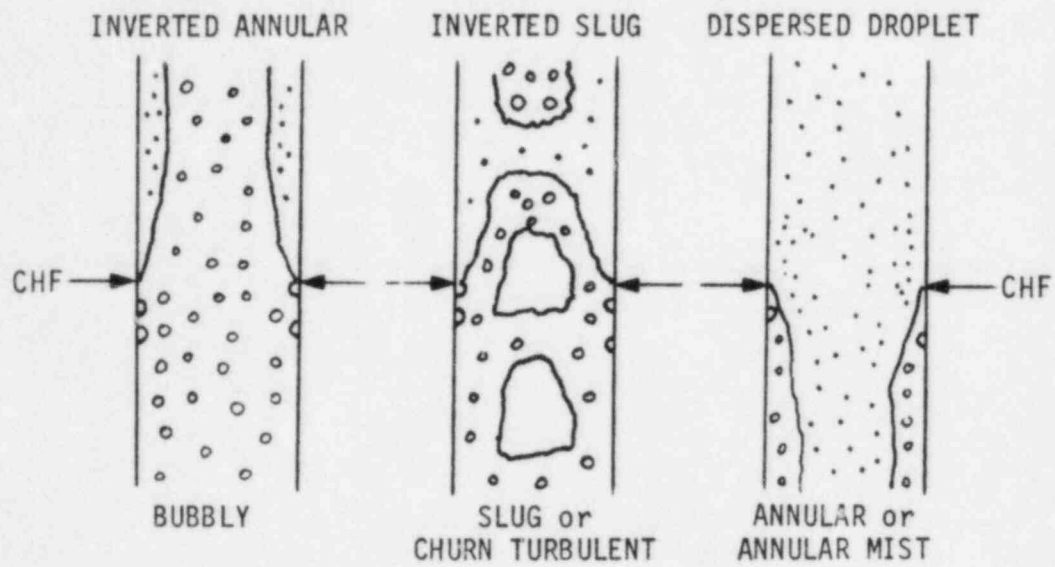 INVERTED ANNULAR
INVERTED SLUG
DISPERSED DROPLET
CHF
CHF
BUBBLY
SLUG or
CHURN TURBULENT
ANNULAR or
ANNULAR MIST